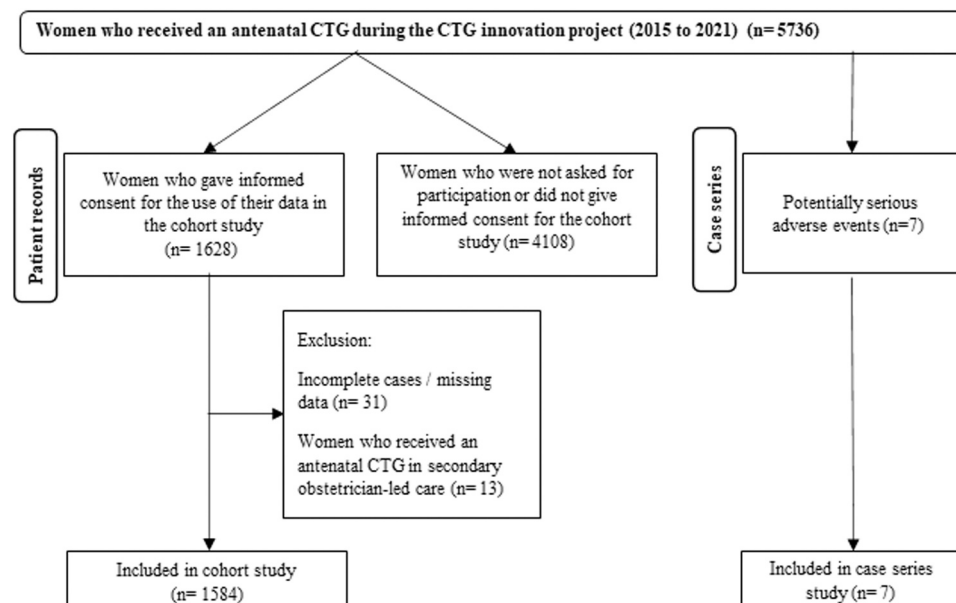 Women who received an antenatal CTG during the CTG innovation project (2015 to 2021) (n= 5736)
Patient records
Women who gave informed
consent for the use of their data in
the cohort study
(n= 1628)
Women who were not asked for
participation or did not give
informed consent for the cohort
study (n= 4108)
Case series
Potentially serious
adverse events (n=7)
Exclusion:
Incomplete cases / missing
data (n= 31)
Women who received an
antenatal CTG in secondary
obstetrician-led care (n= 13)
Included in cohort study
(n= 1584)
Included in case series
study (n= 7)